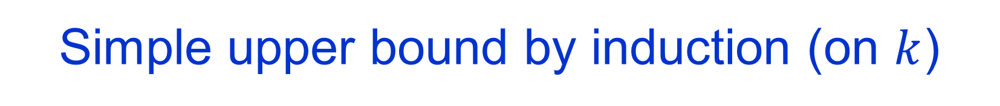 Simple upper bound by induction (on 𝑘)